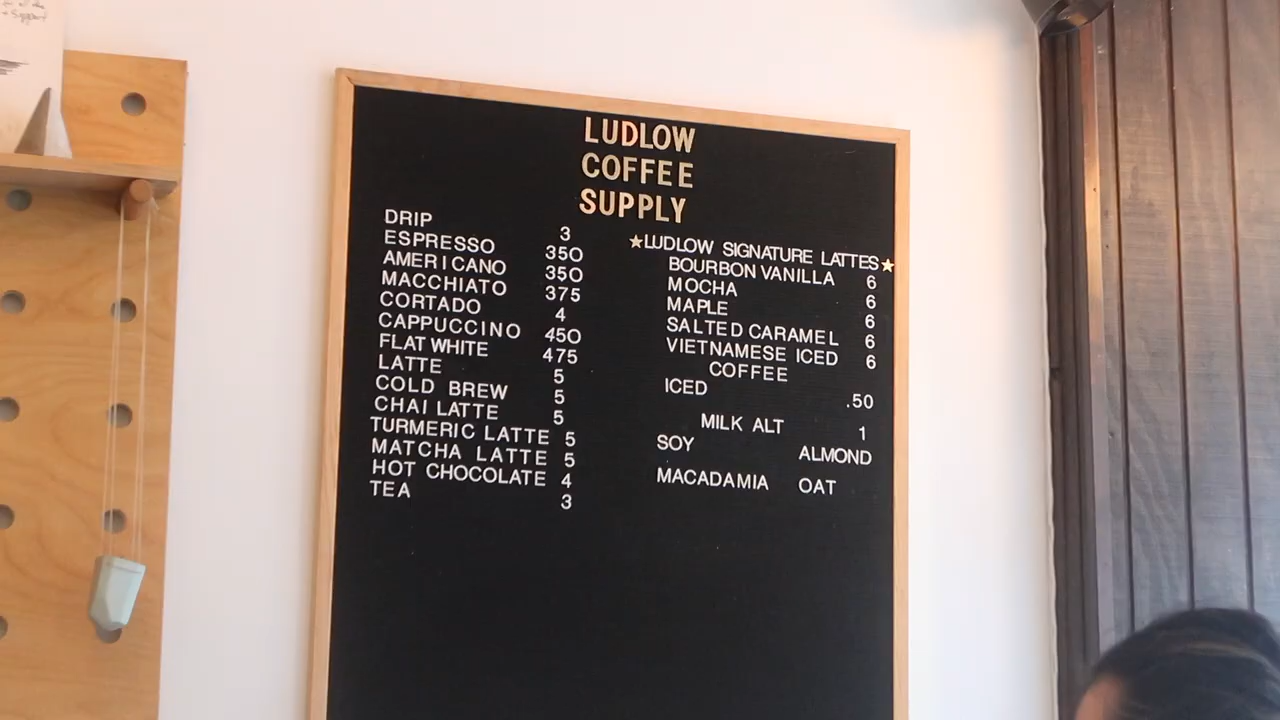 LUDLOW
COFFEE
SUPPLY
DRIP 3
ESPRESSO 350
AMERICANO 350
MACCHIATO 375
CORTADO 4
CAPPUCCINO 450
FLAT WHITE 475
LATTE 5
COLD BREW 5
CHAI LATTE 5
TURMERIC LATTE 5
MATCHA LATTE 5
HOT CHOCOLATE 4
TEA 3
★LUDLOW SIGNATURE LATTES★
BOURBON VANILLA 6
MOCHA 6
MAPLE 6
SALTED CARAMEL 6
VIETNAMESE ICED 6
COFFEE
ICED .50
MILK ALT 1
SOY ALMOND
MACADAMIA OAT